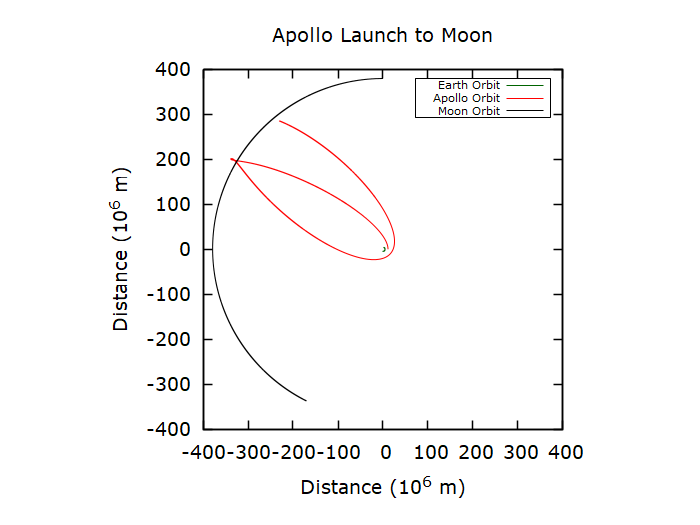 Apollo Launch to Moon
Earth Orbit
Apollo Orbit
Moon Orbit
400
300
200
100
0
-100
-200
-300
-400
-400 -300 -200 -100 0 100 200 300 400
Distance (10⁶ m)
Distance (10⁶ m)